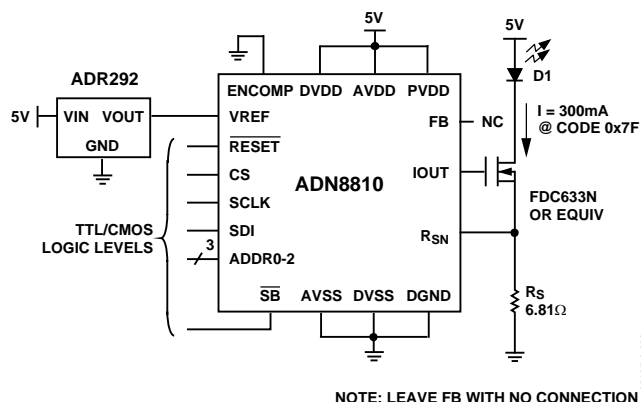 5V
5V
ADR292
5V
VIN VOUT
GND
ENCOMP DVDD AVDD PVDD
VREF
RESET
CS
SCLK
SDI
ADDR0-2
3
TTL/CMOS
LOGIC LEVELS
ADN8810
FB
NC
IOUT
RSN
SB AVSS DVSS DGND
D1
I = 300mA
@ CODE 0x7F
FDC633N
OR EQUIV
RS
6.81Ω
NOTE: LEAVE FB WITH NO CONNECTION